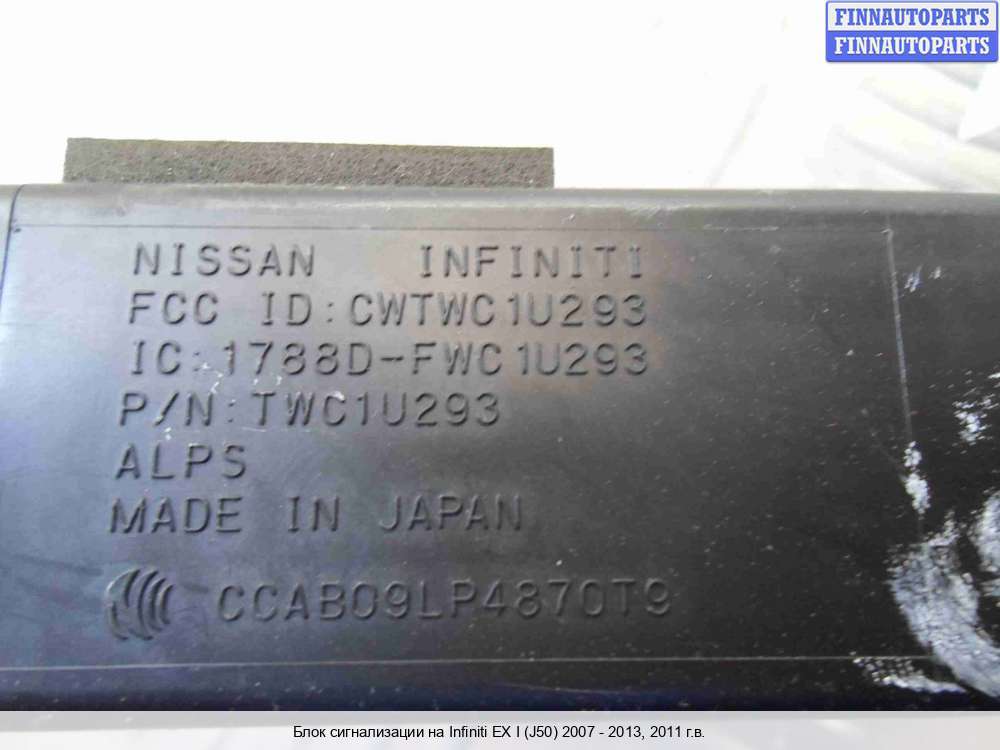 FINNAUTOPARTS
FINNAUTOPARTS
NISSAN INFINITI
FCC ID:CWTWC1U293
IC:1788D-FWC1U293
P/N:TWC1U293
ALPS
MADE IN JAPAN
CCAB09LP4870T9
Блок сигнализации на Infiniti EX I (J50) 2007 - 2013, 2011 г.в.